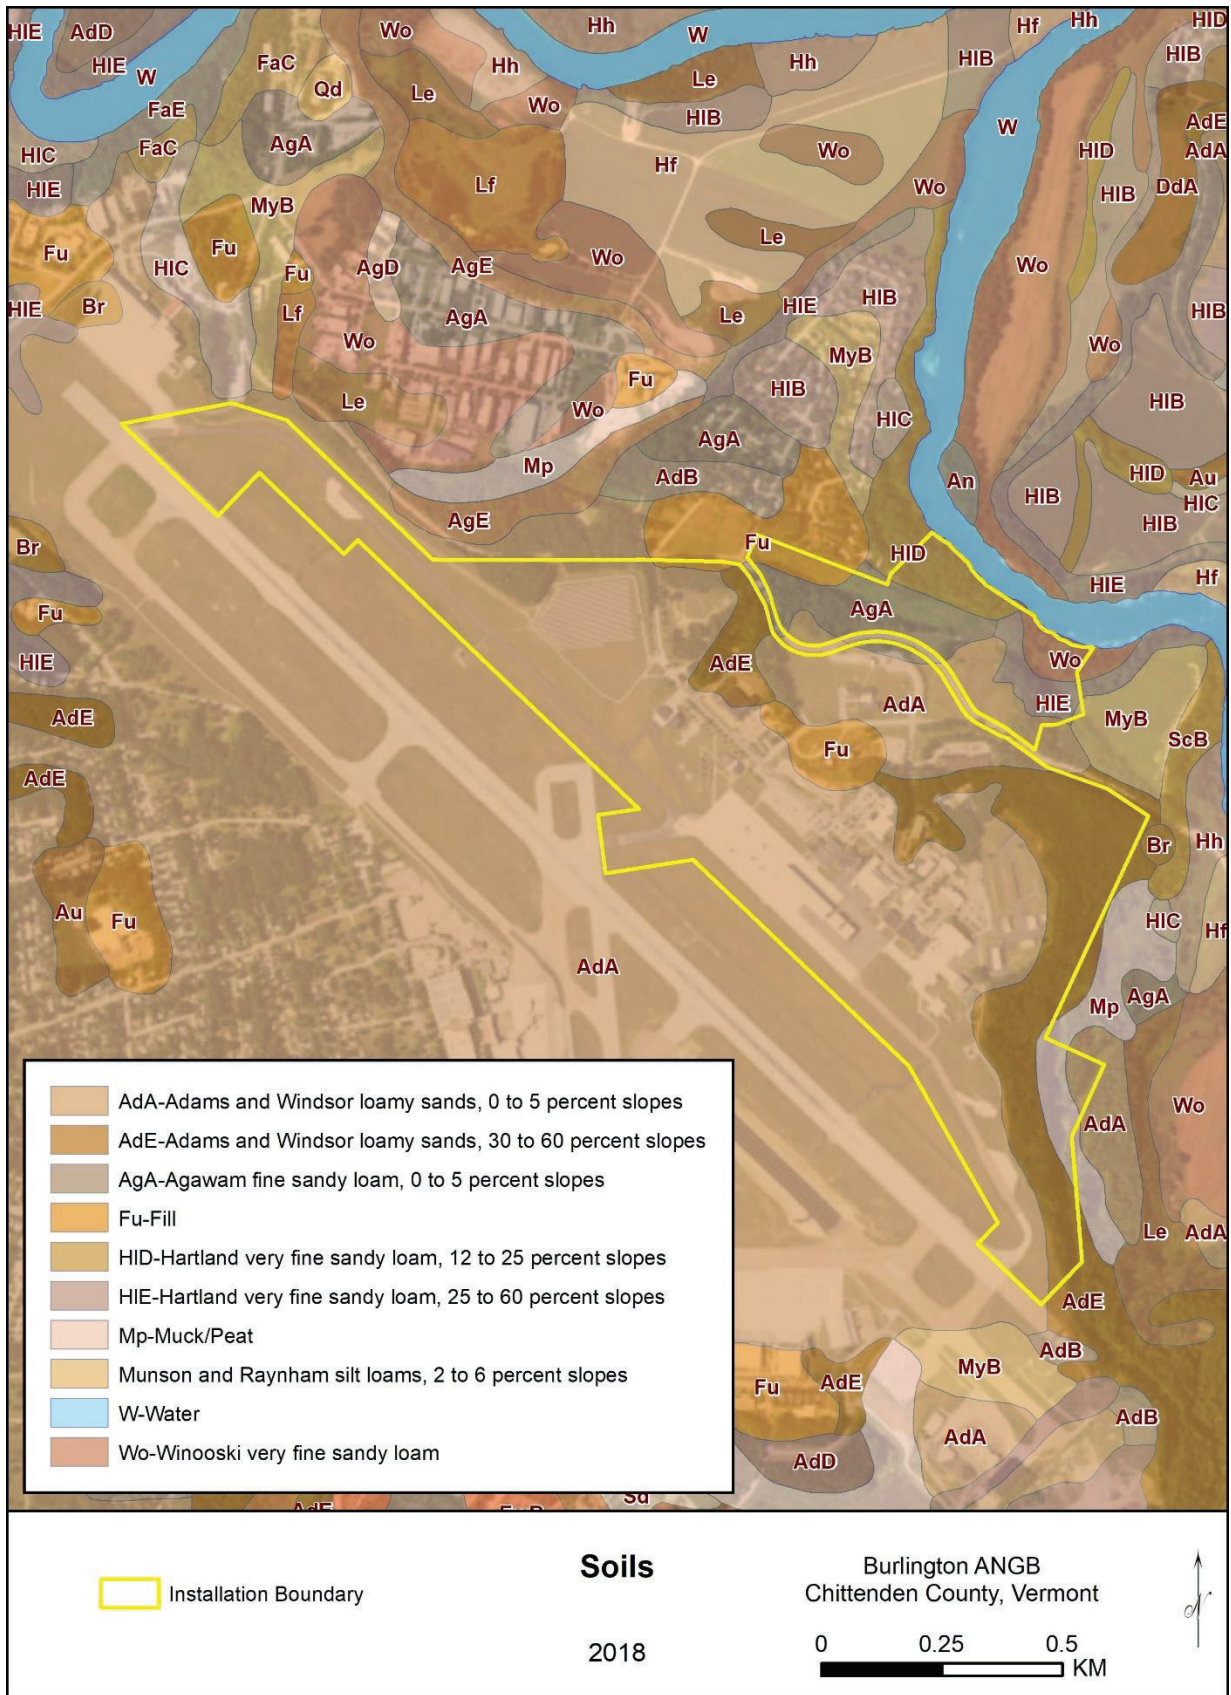 HIE
AdD
Wo
Hh
W
Hf
Hh
HID
HIB
HIE
W
FaC
Hh
Le
Hh
HIB
Qd
Le
FaE
Wo
HIB
W
AdE
AgA
HIC
FaC
Wo
HID
AdA
Hf
HIE
Lf
Wo
DdA
HIB
MyB
Le
Fu
Fu
Wo
Wo
HIC
Fu
AgD
AgE
HIB
HIE
Br
Lf
AgA
Le
HIE
HIB
Wo
MyB
Wo
Fu
HIB
Le
Wo
HIB
HIC
AgA
Mp
AdB
An
HID
Au
HIB
HIC
AgE
HIB
Br
Fu
HID
HIE
Hf
AgA
Fu
HIE
AdE
Wo
AdE
AdA
HIE
MyB
ScB
Fu
AdE
Br
Hh
Au
Fu
HIC
Hf
AdA
AgA
Mp
AdA
Wo
Le
AdA
AdE
AdB
MyB
Fu
AdE
AdB
AdA
AdD
Sd
AdE
AdA-Adams and Windsor loamy sands, 0 to 5 percent slopes
AdE-Adams and Windsor loamy sands, 30 to 60 percent slopes
AgA-Agawam fine sandy loam, 0 to 5 percent slopes
Fu-Fill
HID-Hartland very fine sandy loam, 12 to 25 percent slopes
HIE-Hartland very fine sandy loam, 25 to 60 percent slopes
Mp-Muck/Peat
Munson and Raynham silt loams, 2 to 6 percent slopes
W-Water
Wo-Winooski very fine sandy loam
Installation Boundary
Soils
2018
Burlington ANGB
Chittenden County, Vermont
N
0 0.25 0.5
KM